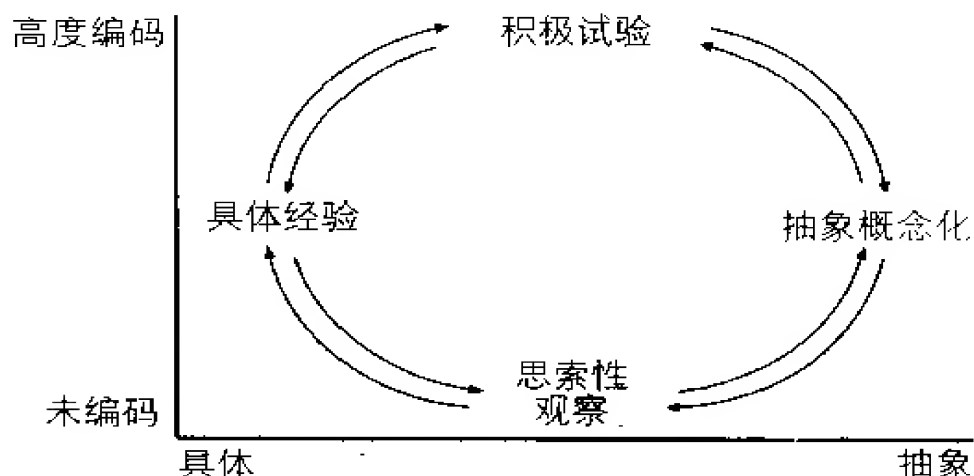 高度编码
积极试验
具体经验
抽象概念化
思索性
观察
未编码
具体
抽象